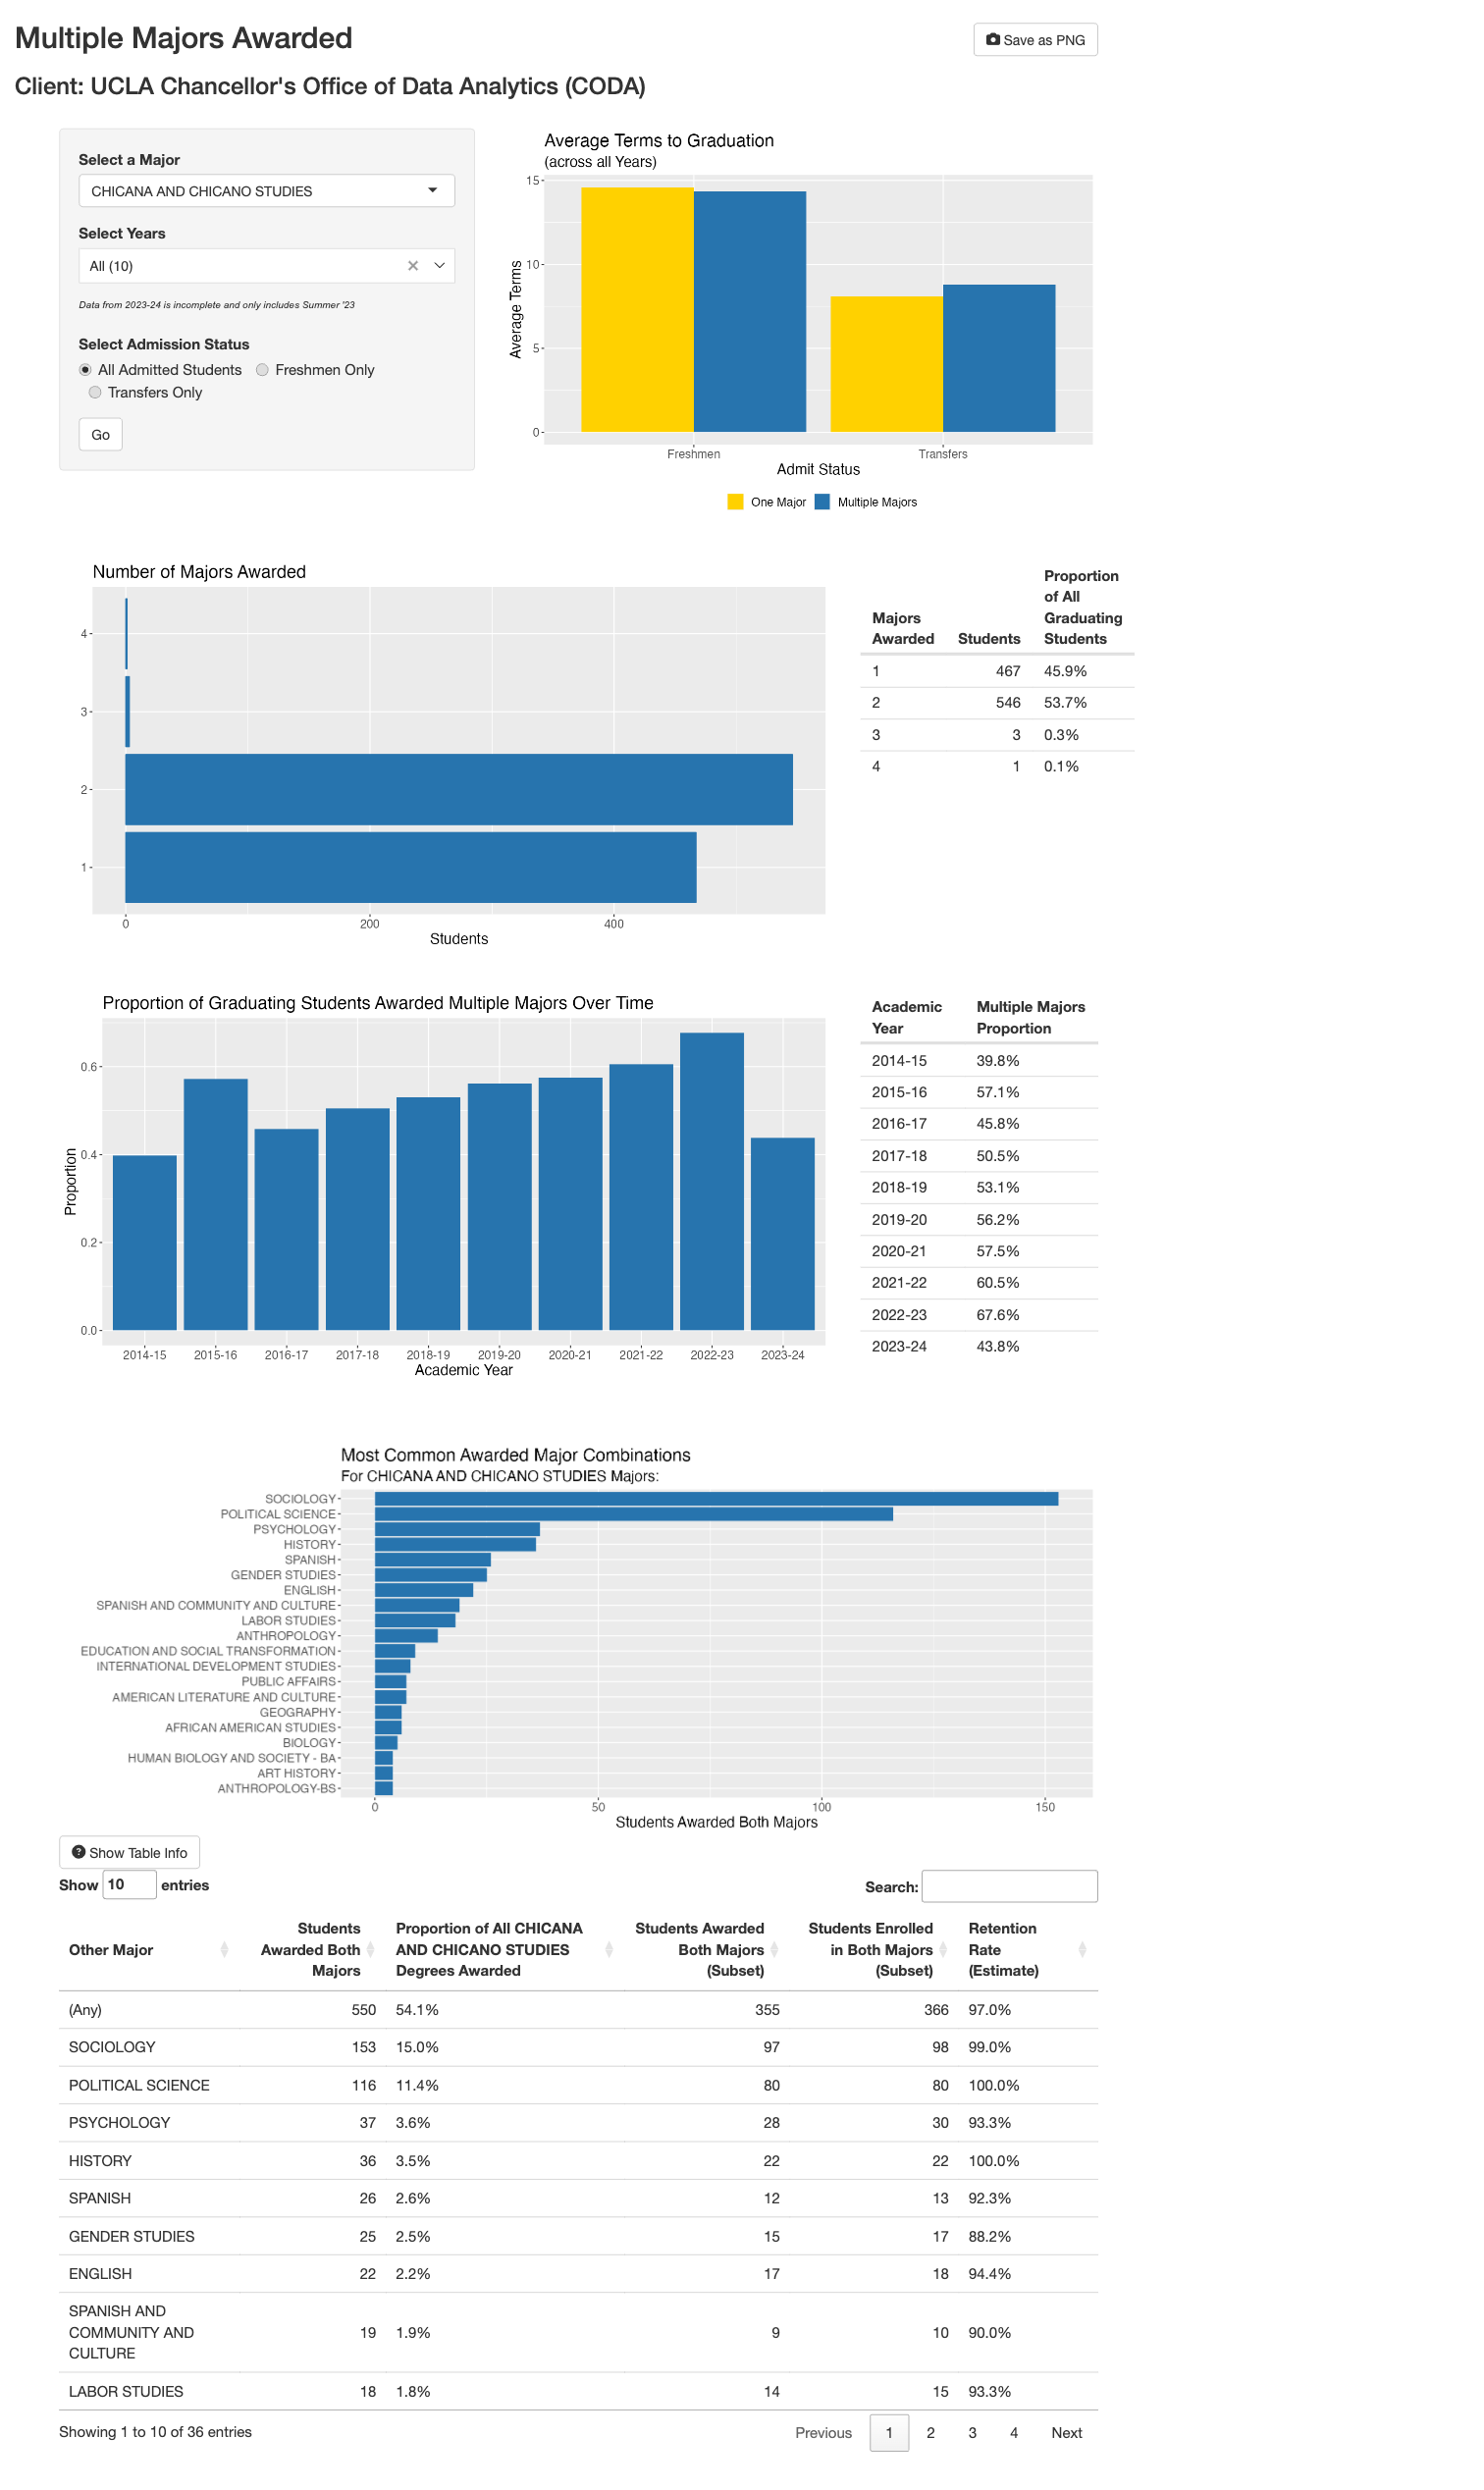 Multiple Majors Awarded
Save as PNG
Client: UCLA Chancellor's Office of Data Analytics (CODA)
Select a Major
CHICANA AND CHICANO STUDIES
Select Years
All (10)
Data from 2023-24 is incomplete and only includes Summer '23
Select Admission Status
All Admitted Students Freshmen Only
Transfers Only
Go
Average Terms to Graduation
(across all Years)
15
10
5
0
Average Terms
Freshmen Transfers
Admit Status
One Major Multiple Majors
Number of Majors Awarded
4
3
2
1
0 200 400
Students
Majors Awarded Students Proportion of All Graduating Students
1 467 45.9%
2 546 53.7%
3 3 0.3%
4 1 0.1%
Proportion of Graduating Students Awarded Multiple Majors Over Time
0.6
0.4
0.2
0.0
Proportion
2014-15 2015-16 2016-17 2017-18 2018-19 2019-20 2020-21 2021-22 2022-23 2023-24
Academic Year
Academic Year Multiple Majors Proportion
2014-15 39.8%
2015-16 57.1%
2016-17 45.8%
2017-18 50.5%
2018-19 53.1%
2019-20 56.2%
2020-21 57.5%
2021-22 60.5%
2022-23 67.6%
2023-24 43.8%
Most Common Awarded Major Combinations
For CHICANA AND CHICANO STUDIES Majors:
SOCIOLOGY
POLITICAL SCIENCE
PSYCHOLOGY
HISTORY
SPANISH
GENDER STUDIES
ENGLISH
SPANISH AND COMMUNITY AND CULTURE
LABOR STUDIES
ANTHROPOLOGY
EDUCATION AND SOCIAL TRANSFORMATION
INTERNATIONAL DEVELOPMENT STUDIES
PUBLIC AFFAIRS
AMERICAN LITERATURE AND CULTURE
GEOGRAPHY
AFRICAN AMERICAN STUDIES
BIOLOGY
HUMAN BIOLOGY AND SOCIETY - BA
ART HISTORY
ANTHROPOLOGY-BS
0 50 100 150
Students Awarded Both Majors
Show Table Info
Show 10 entries
Search:
Other Major Students Awarded Both Majors Proportion of All CHICANA AND CHICANO STUDIES Degrees Awarded Students Awarded Both Majors (Subset) Students Enrolled in Both Majors (Subset) Retention Rate (Estimate)
(Any) 550 54.1% 355 366 97.0%
SOCIOLOGY 153 15.0% 97 98 99.0%
POLITICAL SCIENCE 116 11.4% 80 80 100.0%
PSYCHOLOGY 37 3.6% 28 30 93.3%
HISTORY 36 3.5% 22 22 100.0%
SPANISH 26 2.6% 12 13 92.3%
GENDER STUDIES 25 2.5% 15 17 88.2%
ENGLISH 22 2.2% 17 18 94.4%
SPANISH AND COMMUNITY AND CULTURE 19 1.9% 9 10 90.0%
LABOR STUDIES 18 1.8% 14 15 93.3%
Showing 1 to 10 of 36 entries
Previous 1 2 3 4 Next